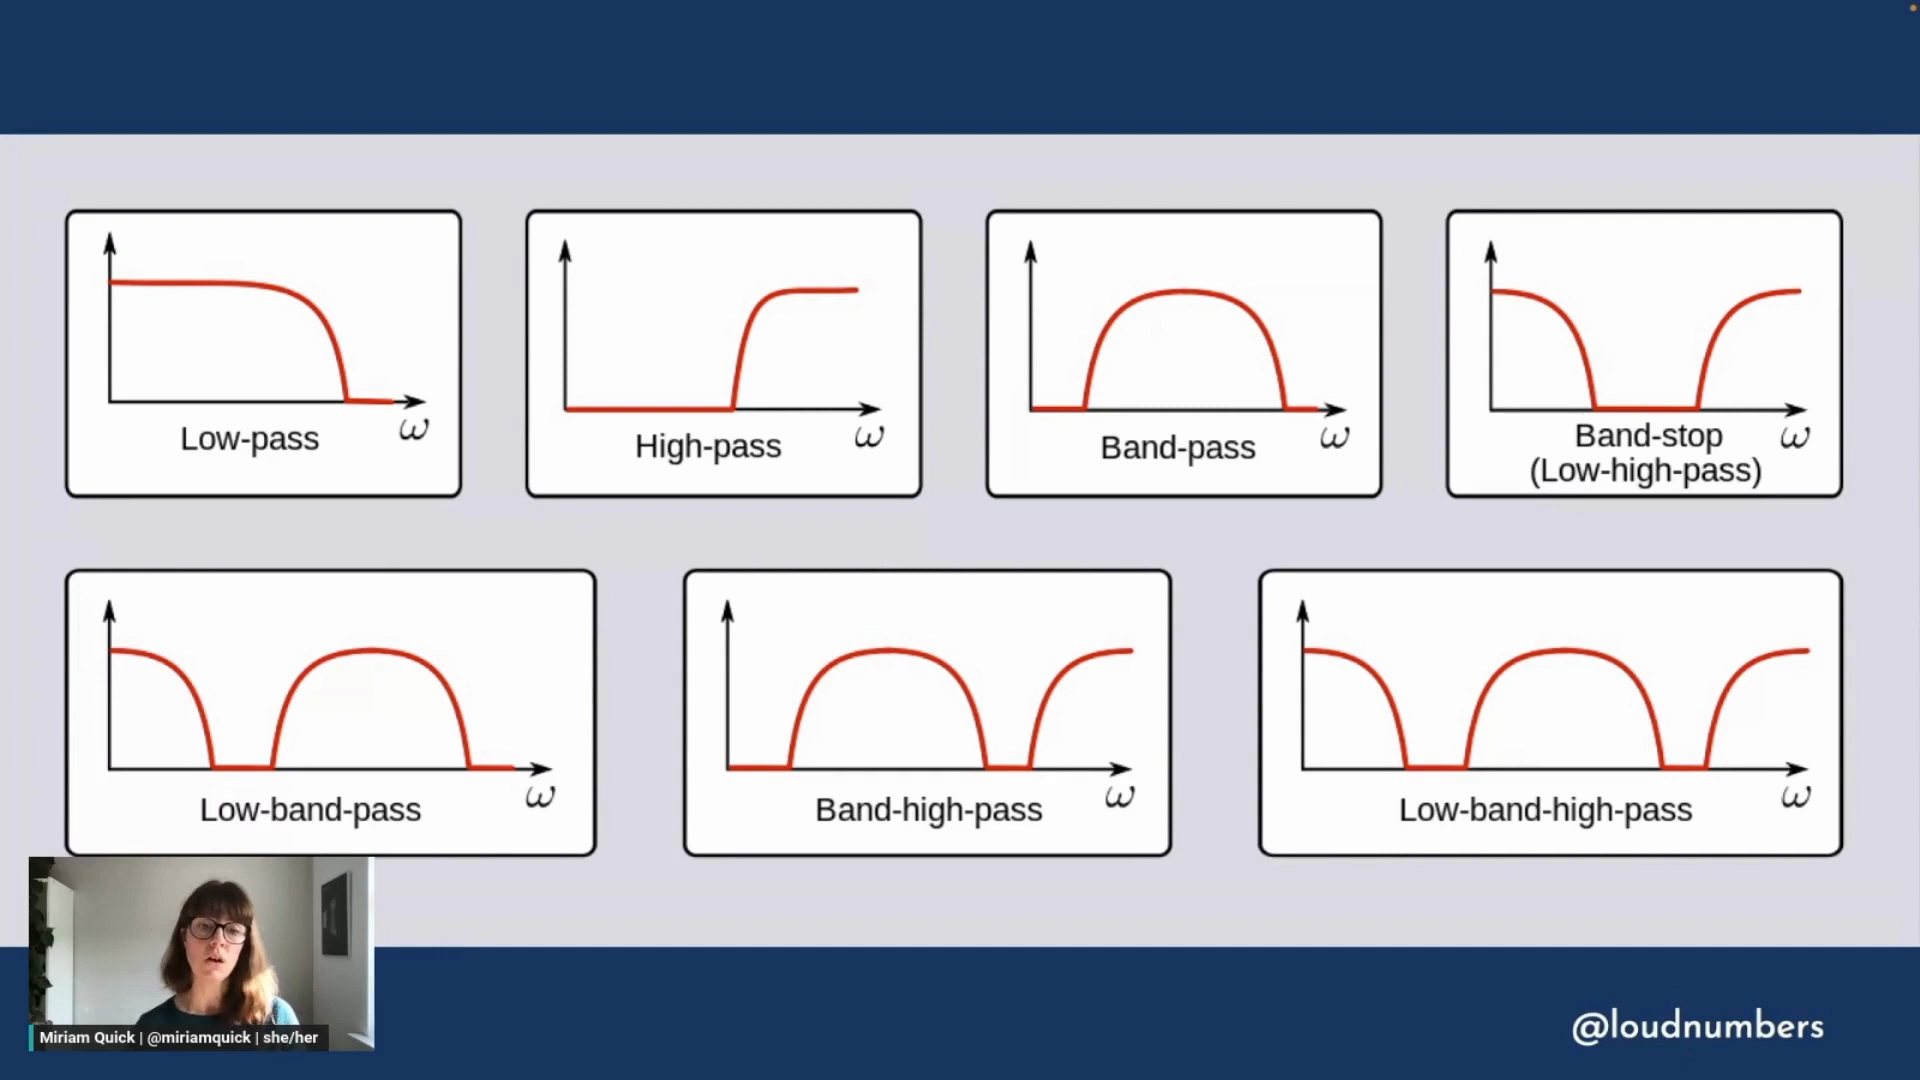 Low-pass
ω
High-pass
ω
Band-pass
ω
Band-stop
ω
(Low-high-pass)
Low-band-pass
ω
Band-high-pass
ω
Low-band-high-pass
ω
Miriam Quick | @miriamquick | she/her
@loudnumbers